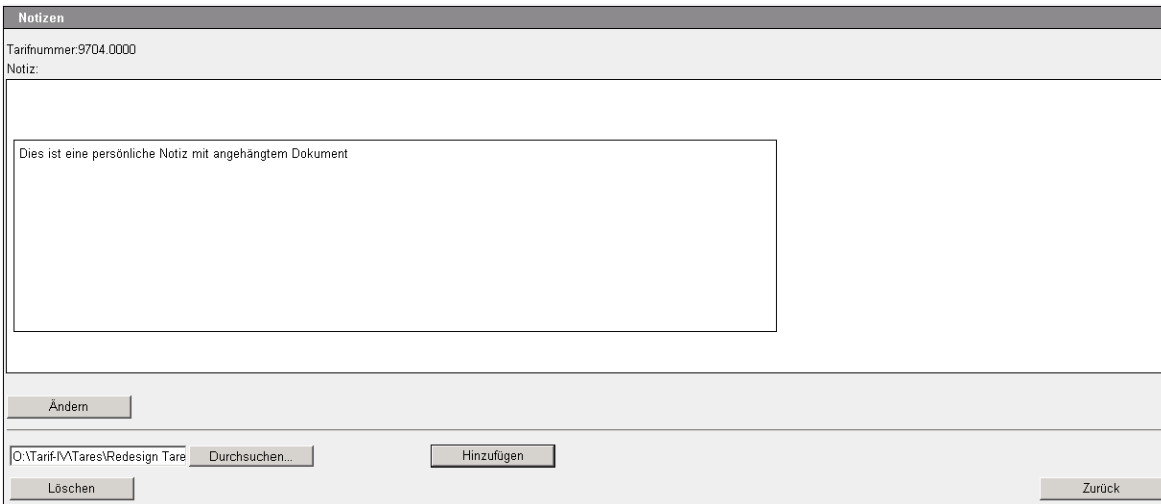 Notizen
Tarifnummer:9704.0000
Notiz:
Dies ist eine persönliche Notiz mit angehängtem Dokument
Ändern
O:\Tarif-IV\Tares\Redesign Tare Durchsuchen... Hinzufügen
Löschen Zurück